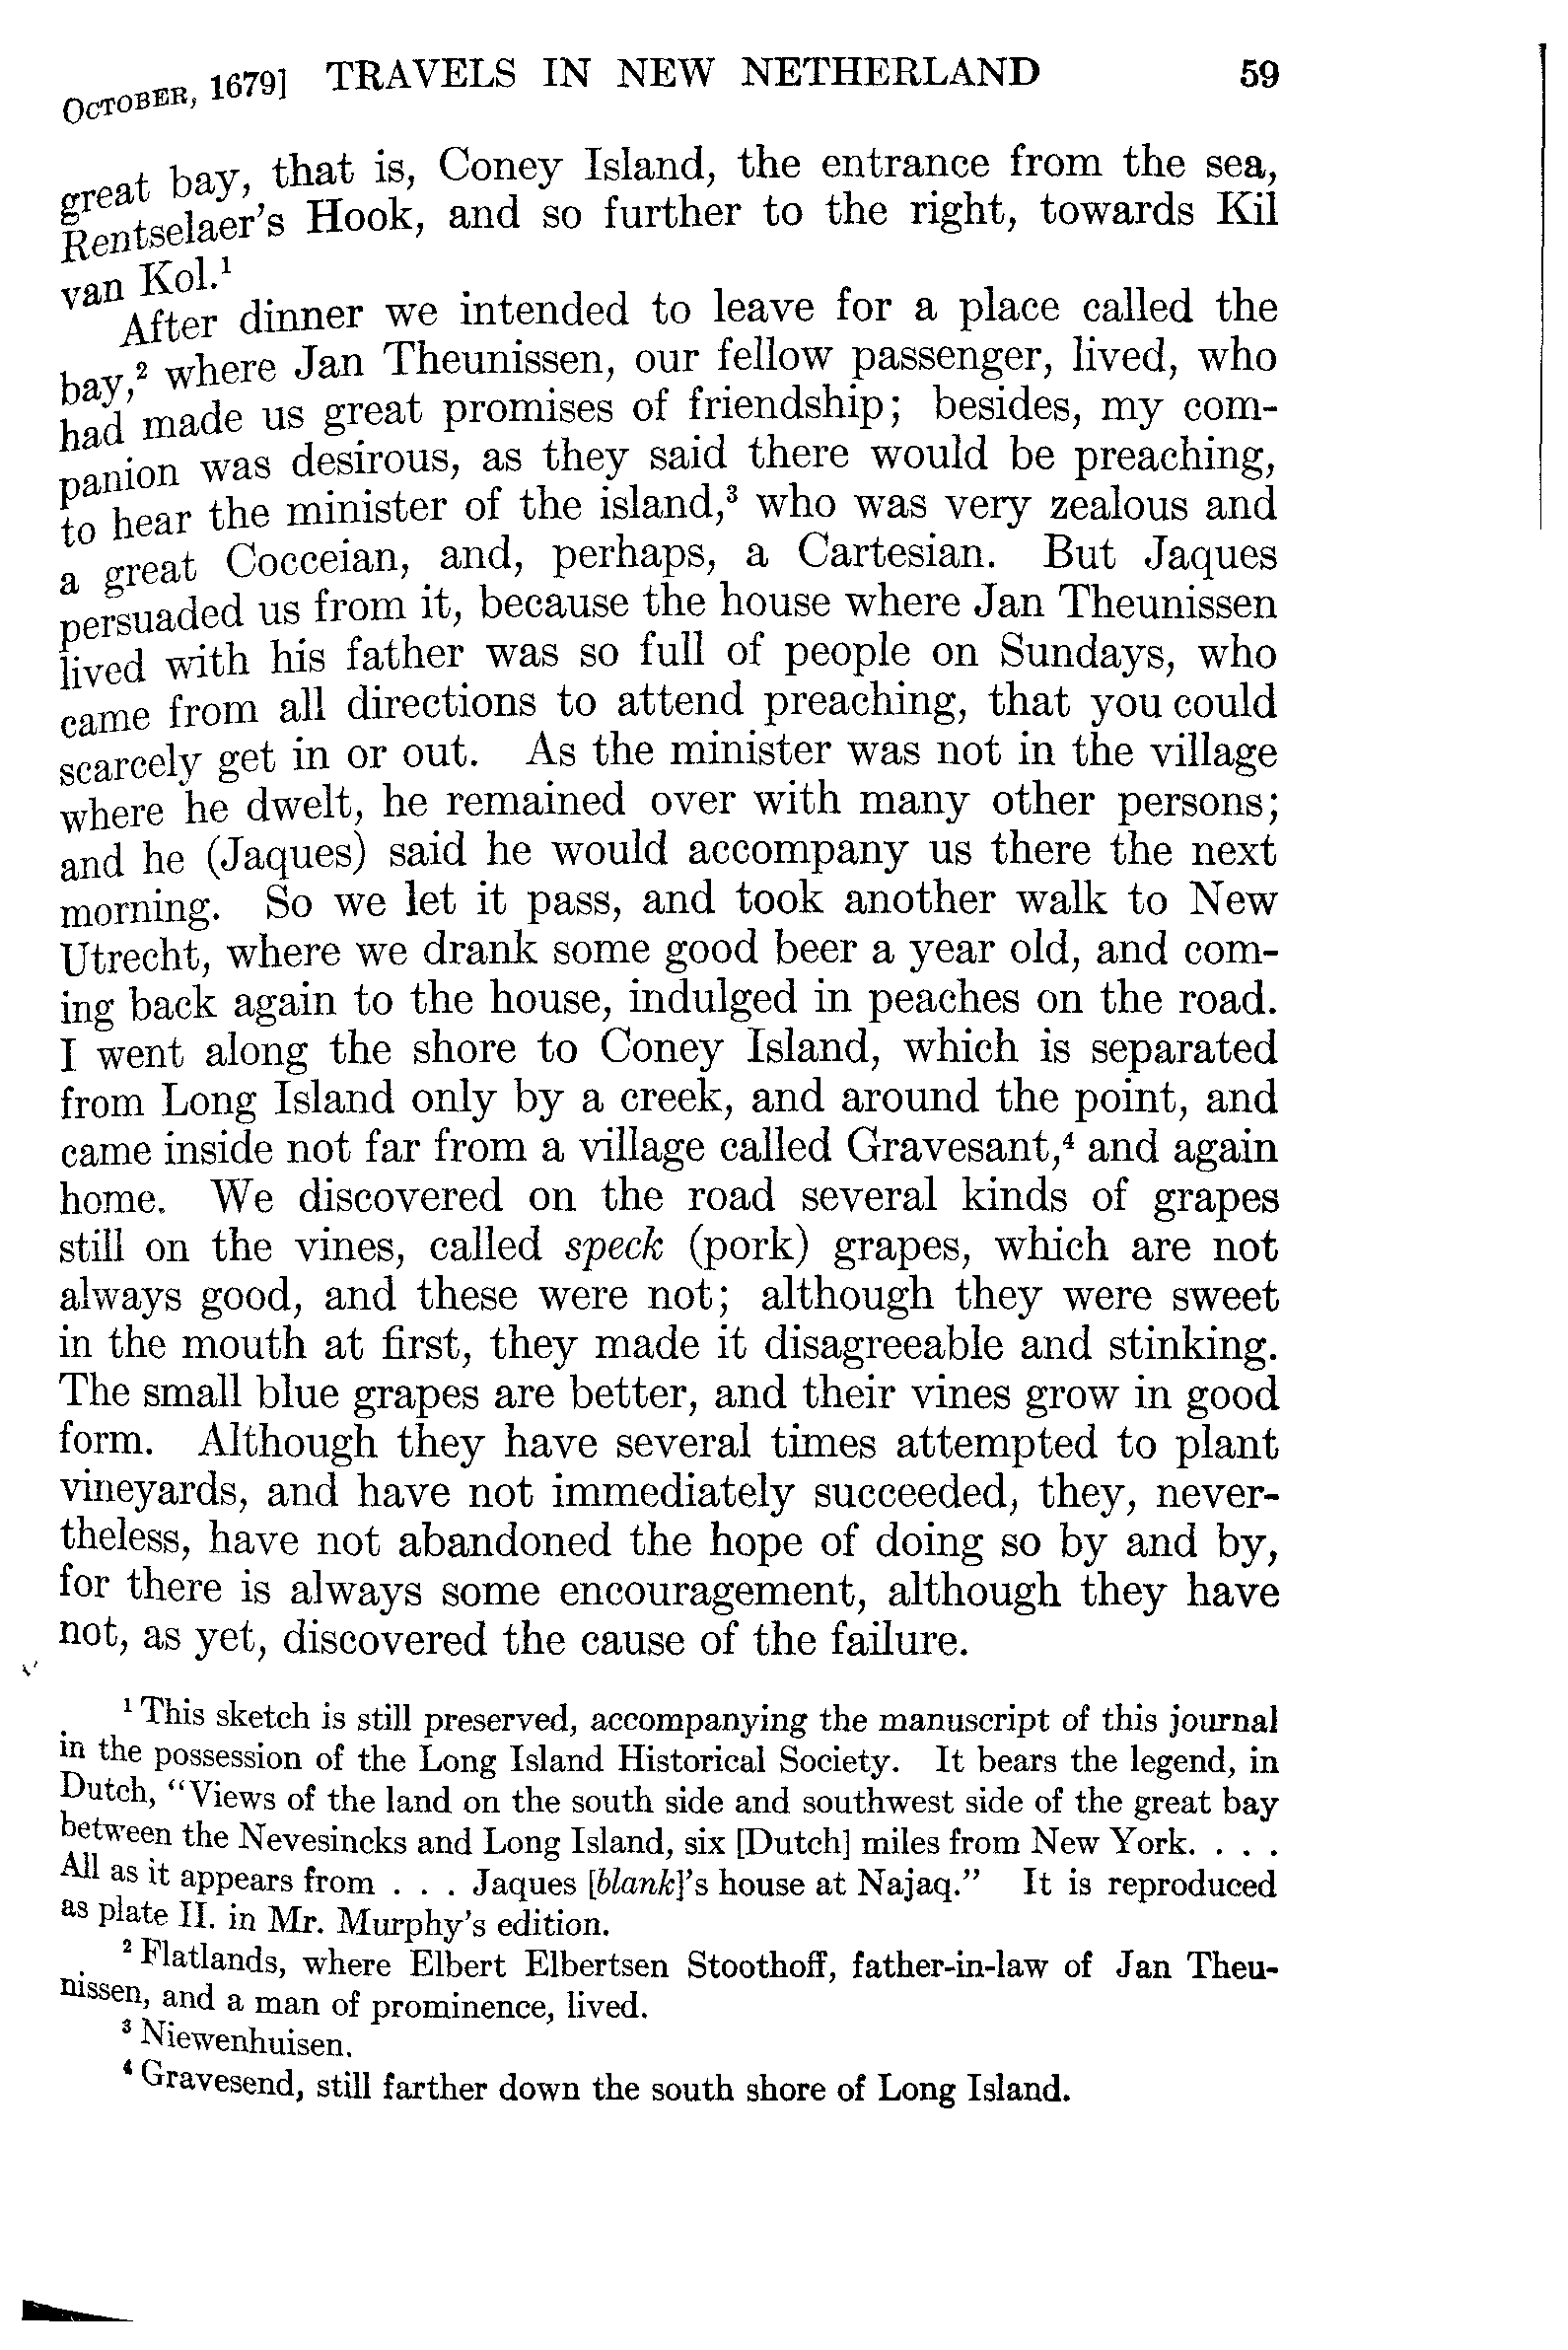 OCTOBER, 1679] TRAVELS IN NEW NETHERLAND 59
great bay, that is, Coney Island, the entrance from the sea,
Rentselaer's Hook, and so further to the right, towards Kil
van Kol.¹
After dinner we intended to leave for a place called the
bay,² where Jan Theunissen, our fellow passenger, lived, who
had made us great promises of friendship; besides, my com-
panion was desirous, as they said there would be preaching,
to hear the minister of the island,³ who was very zealous and
a great Cocceian, and, perhaps, a Cartesian. But Jaques
persuaded us from it, because the house where Jan Theunissen
lived with his father was so full of people on Sundays, who
came from all directions to attend preaching, that you could
scarcely get in or out. As the minister was not in the village
where he dwelt, he remained over with many other persons;
and he (Jaques) said he would accompany us there the next
morning. So we let it pass, and took another walk to New
Utrecht, where we drank some good beer a year old, and com-
ing back again to the house, indulged in peaches on the road.
I went along the shore to Coney Island, which is separated
from Long Island only by a creek, and around the point, and
came inside not far from a village called Gravesant,⁴ and again
home. We discovered on the road several kinds of grapes
still on the vines, called speck (pork) grapes, which are not
always good, and these were not; although they were sweet
in the mouth at first, they made it disagreeable and stinking.
The small blue grapes are better, and their vines grow in good
form. Although they have several times attempted to plant
vineyards, and have not immediately succeeded, they, never-
theless, have not abandoned the hope of doing so by and by,
for there is always some encouragement, although they have
not, as yet, discovered the cause of the failure.
¹ This sketch is still preserved, accompanying the manuscript of this journal
in the possession of the Long Island Historical Society. It bears the legend, in
Dutch, "Views of the land on the south side and southwest side of the great bay
between the Nevesincks and Long Island, six [Dutch] miles from New York. . . .
All as it appears from . . . Jaques [blank]'s house at Najaq." It is reproduced
as plate II. in Mr. Murphy's edition.
² Flatlands, where Elbert Elbertsen Stoothoff, father-in-law of Jan Theu-
nissen, and a man of prominence, lived.
³ Niewenhuisen.
⁴ Gravesend, still farther down the south shore of Long Island.